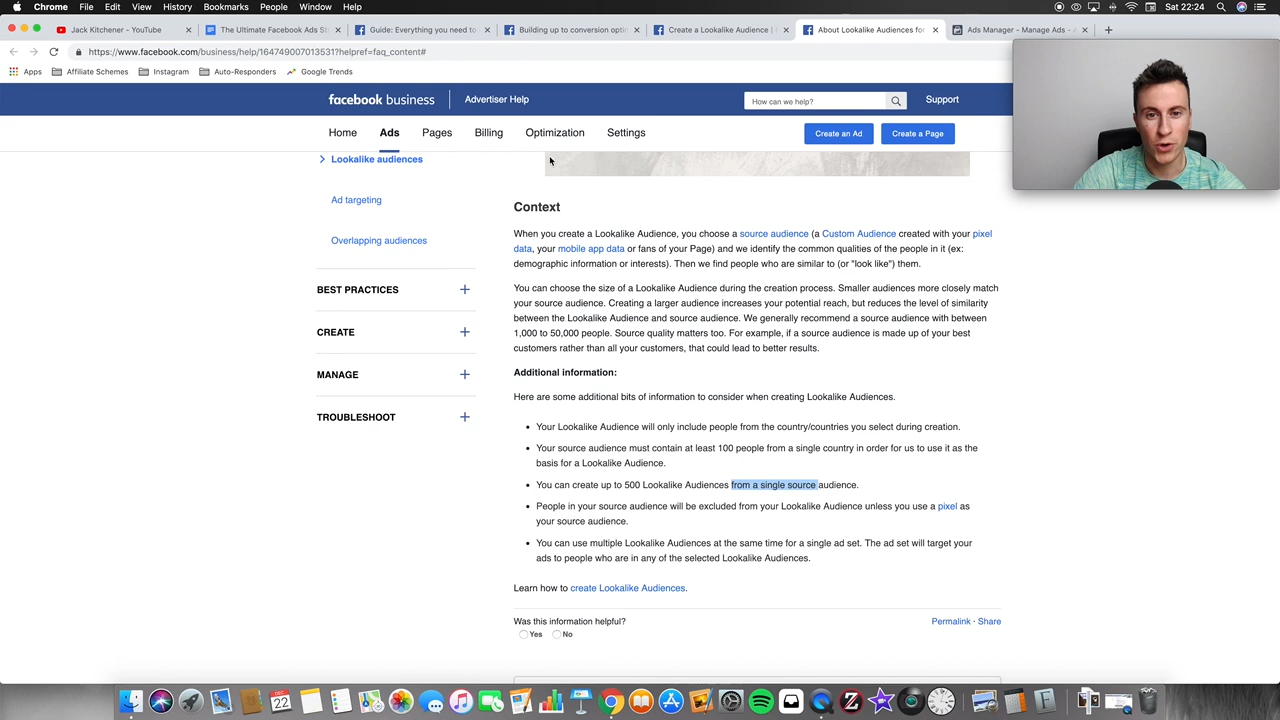 Chrome File Edit View History Bookmarks People Window Help
Sat 22:24
Jack Kitchener - YouTube
The Ultimate Facebook Ads St
Guide: Everything you need to
Building up to conversion opti
Create a Lookalike Audience |
About Lookalike Audiences for
Ads Manager - Manage Ads -
https://www.facebook.com/business/help/164749007013531?helpref=faq_content#
Apps Affiliate Schemes Instagram Auto-Responders Google Trends
facebook business Advertiser Help How can we help? Support
Home Ads Pages Billing Optimization Settings Create an Ad Create a Page
Lookalike audiences
Ad targeting
Overlapping audiences
BEST PRACTICES
CREATE
MANAGE
TROUBLESHOOT
Context
When you create a Lookalike Audience, you choose a source audience (a Custom Audience created with your pixel
data, your mobile app data or fans of your Page) and we identify the common qualities of the people in it (ex:
demographic information or interests). Then we find people who are similar to (or "look like") them.
You can choose the size of a Lookalike Audience during the creation process. Smaller audiences more closely match
your source audience. Creating a larger audience increases your potential reach, but reduces the level of similarity
between the Lookalike Audience and source audience. We generally recommend a source audience with between
1,000 to 50,000 people. Source quality matters too. For example, if a source audience is made up of your best
customers rather than all your customers, that could lead to better results.
Additional information:
Here are some additional bits of information to consider when creating Lookalike Audiences.
• Your Lookalike Audience will only include people from the country/countries you select during creation.
• Your source audience must contain at least 100 people from a single country in order for us to use it as the
basis for a Lookalike Audience.
• You can create up to 500 Lookalike Audiences from a single source audience.
• People in your source audience will be excluded from your Lookalike Audience unless you use a pixel as
your source audience.
• You can use multiple Lookalike Audiences at the same time for a single ad set. The ad set will target your
ads to people who are in any of the selected Lookalike Audiences.
Learn how to create Lookalike Audiences.
Was this information helpful?
Yes No
Permalink · Share
DEC
22